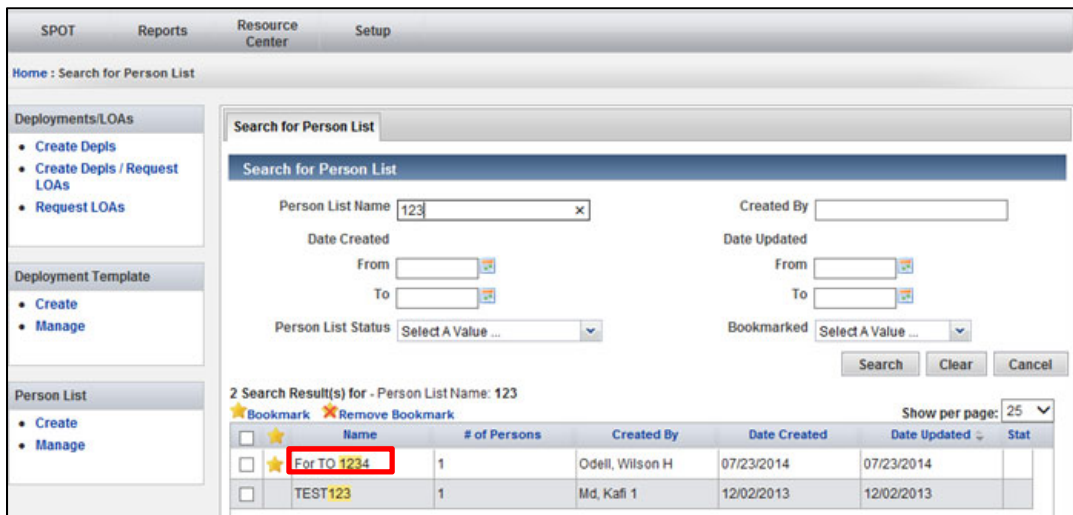 SPOT Reports Resource Center Setup
Home : Search for Person List
Deployments/LOAs
Create Depls
Create Depls / Request
LOAs
Request LOAs
Deployment Template
Create
Manage
Person List
Create
Manage
Search for Person List
Search for Person List
Person List Name 123 Created By
Date Created Date Updated
From From
To To
Person List Status Select A Value ... Bookmarked Select A Value ...
Search Clear Cancel
2 Search Result(s) for - Person List Name: 123
Bookmark Remove Bookmark Show per page: 25
Name # of Persons Created By Date Created Date Updated Stat
For TO 1234 1 Odell, Wilson H 07/23/2014 07/23/2014
TEST123 1 Md, Kafi 1 12/02/2013 12/02/2013